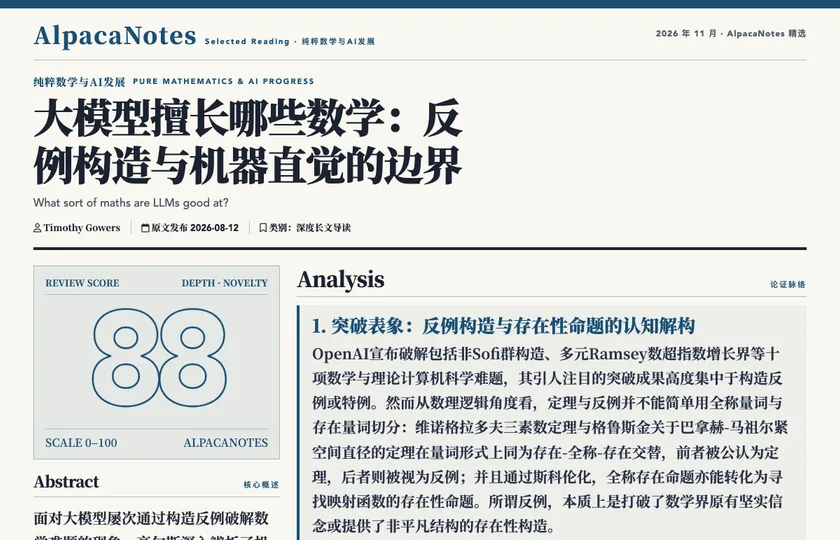 AlpacaNotes Selected Reading · 纯粹数学与AI发展
2026 年 11 月 · AlpacaNotes 精选
纯粹数学与AI发展 PURE MATHEMATICS & AI PROGRESS
大模型擅长哪些数学：反
例构造与机器直觉的边界
What sort of maths are LLMs good at?
Timothy Gowers 原文发布 2026-08-12 类别：深度长文导读
REVIEW SCORE DEPTH · NOVELTY
88
SCALE 0–100 ALPACANOTES
Abstract 核心概述
面对大模型屡次通过构造反例破解数
Analysis 论证脉络
1. 突破表象：反例构造与存在性命题的认知解构
OpenAI宣布破解包括非Sofi群构造、多元Ramsey数超指数增长界等十
项数学与理论计算机科学难题，其引人注目的突破成果高度集中于构造反
例或特例。然而从数理逻辑角度看，定理与反例并不能简单用全称量词与
存在量词切分：维诺格拉多夫三素数定理与格鲁斯金关于巴拿赫-马祖尔紧
空间直径的定理在量词形式上同为存在-全称-存在交替，前者被公认为定
理，后者则被视为反例；并且通过斯科伦化，全称存在命题亦能转化为寻
找映射函数的存在性命题。所谓反例，本质上是打破了数学界原有坚实信
念或提供了非平凡结构的存在性构造。